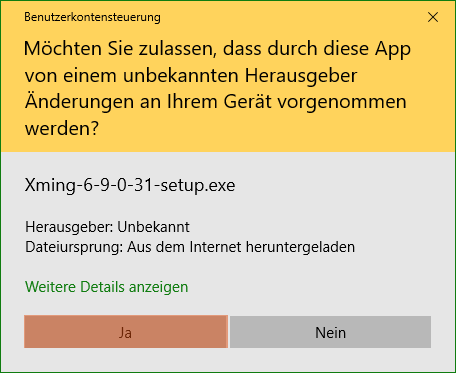 Benutzerkontensteuerung
Möchten Sie zulassen, dass durch diese App
von einem unbekannten Herausgeber
Änderungen an Ihrem Gerät vorgenommen
werden?
Xming-6-9-0-31-setup.exe
Herausgeber: Unbekannt
Dateiursprung: Aus dem Internet heruntergeladen
Weitere Details anzeigen
Ja
Nein